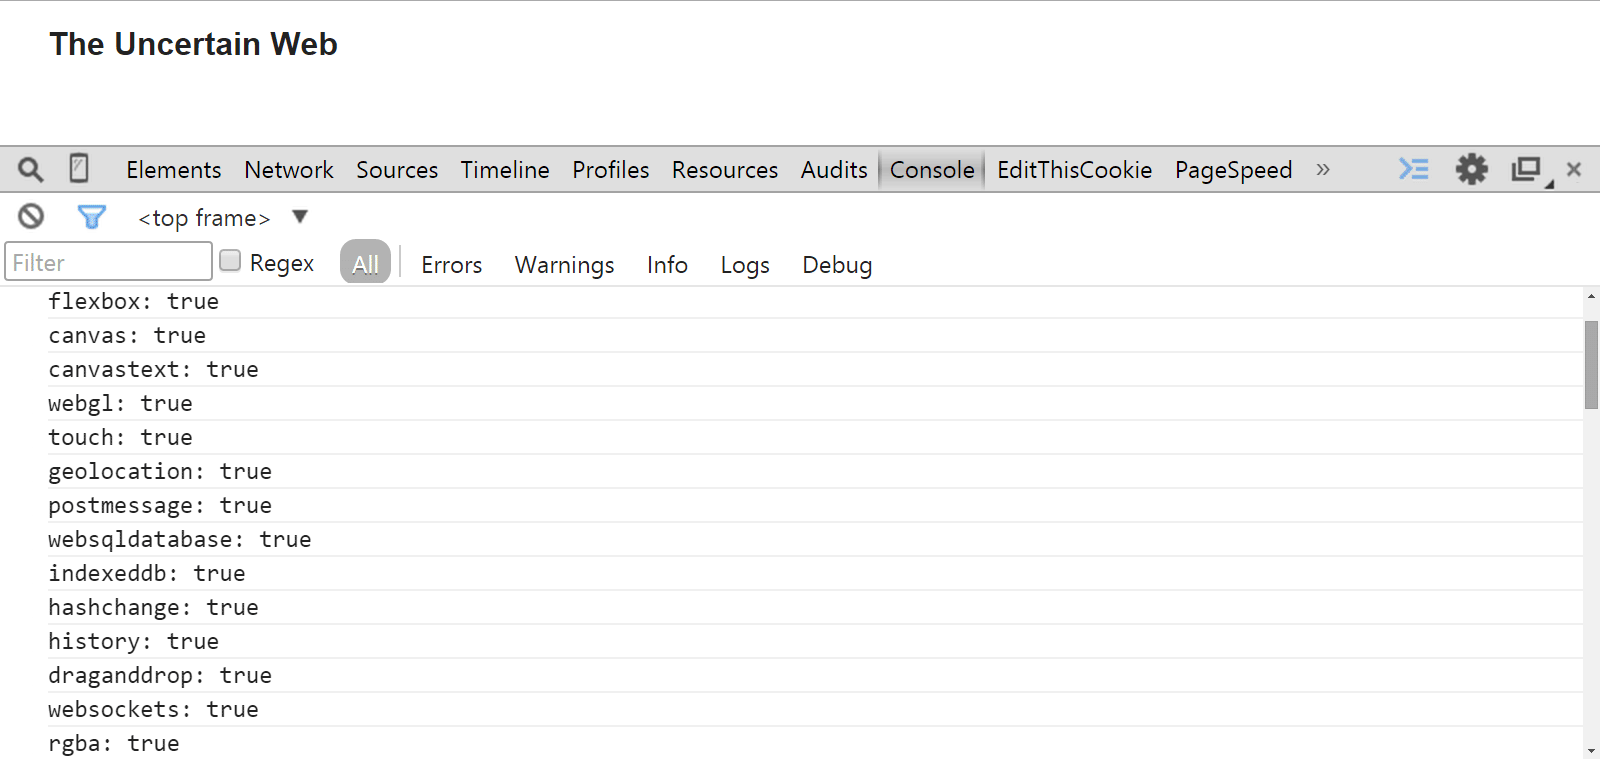 The Uncertain Web
Elements Network Sources Timeline Profiles Resources Audits Console EditThisCookie PageSpeed »
<top frame> ▼
Filter Regex All Errors Warnings Info Logs Debug
flexbox: true
canvas: true
canvastext: true
webgl: true
touch: true
geolocation: true
postmessage: true
websqldatabase: true
indexeddb: true
hashchange: true
history: true
draganddrop: true
websockets: true
rgba: true